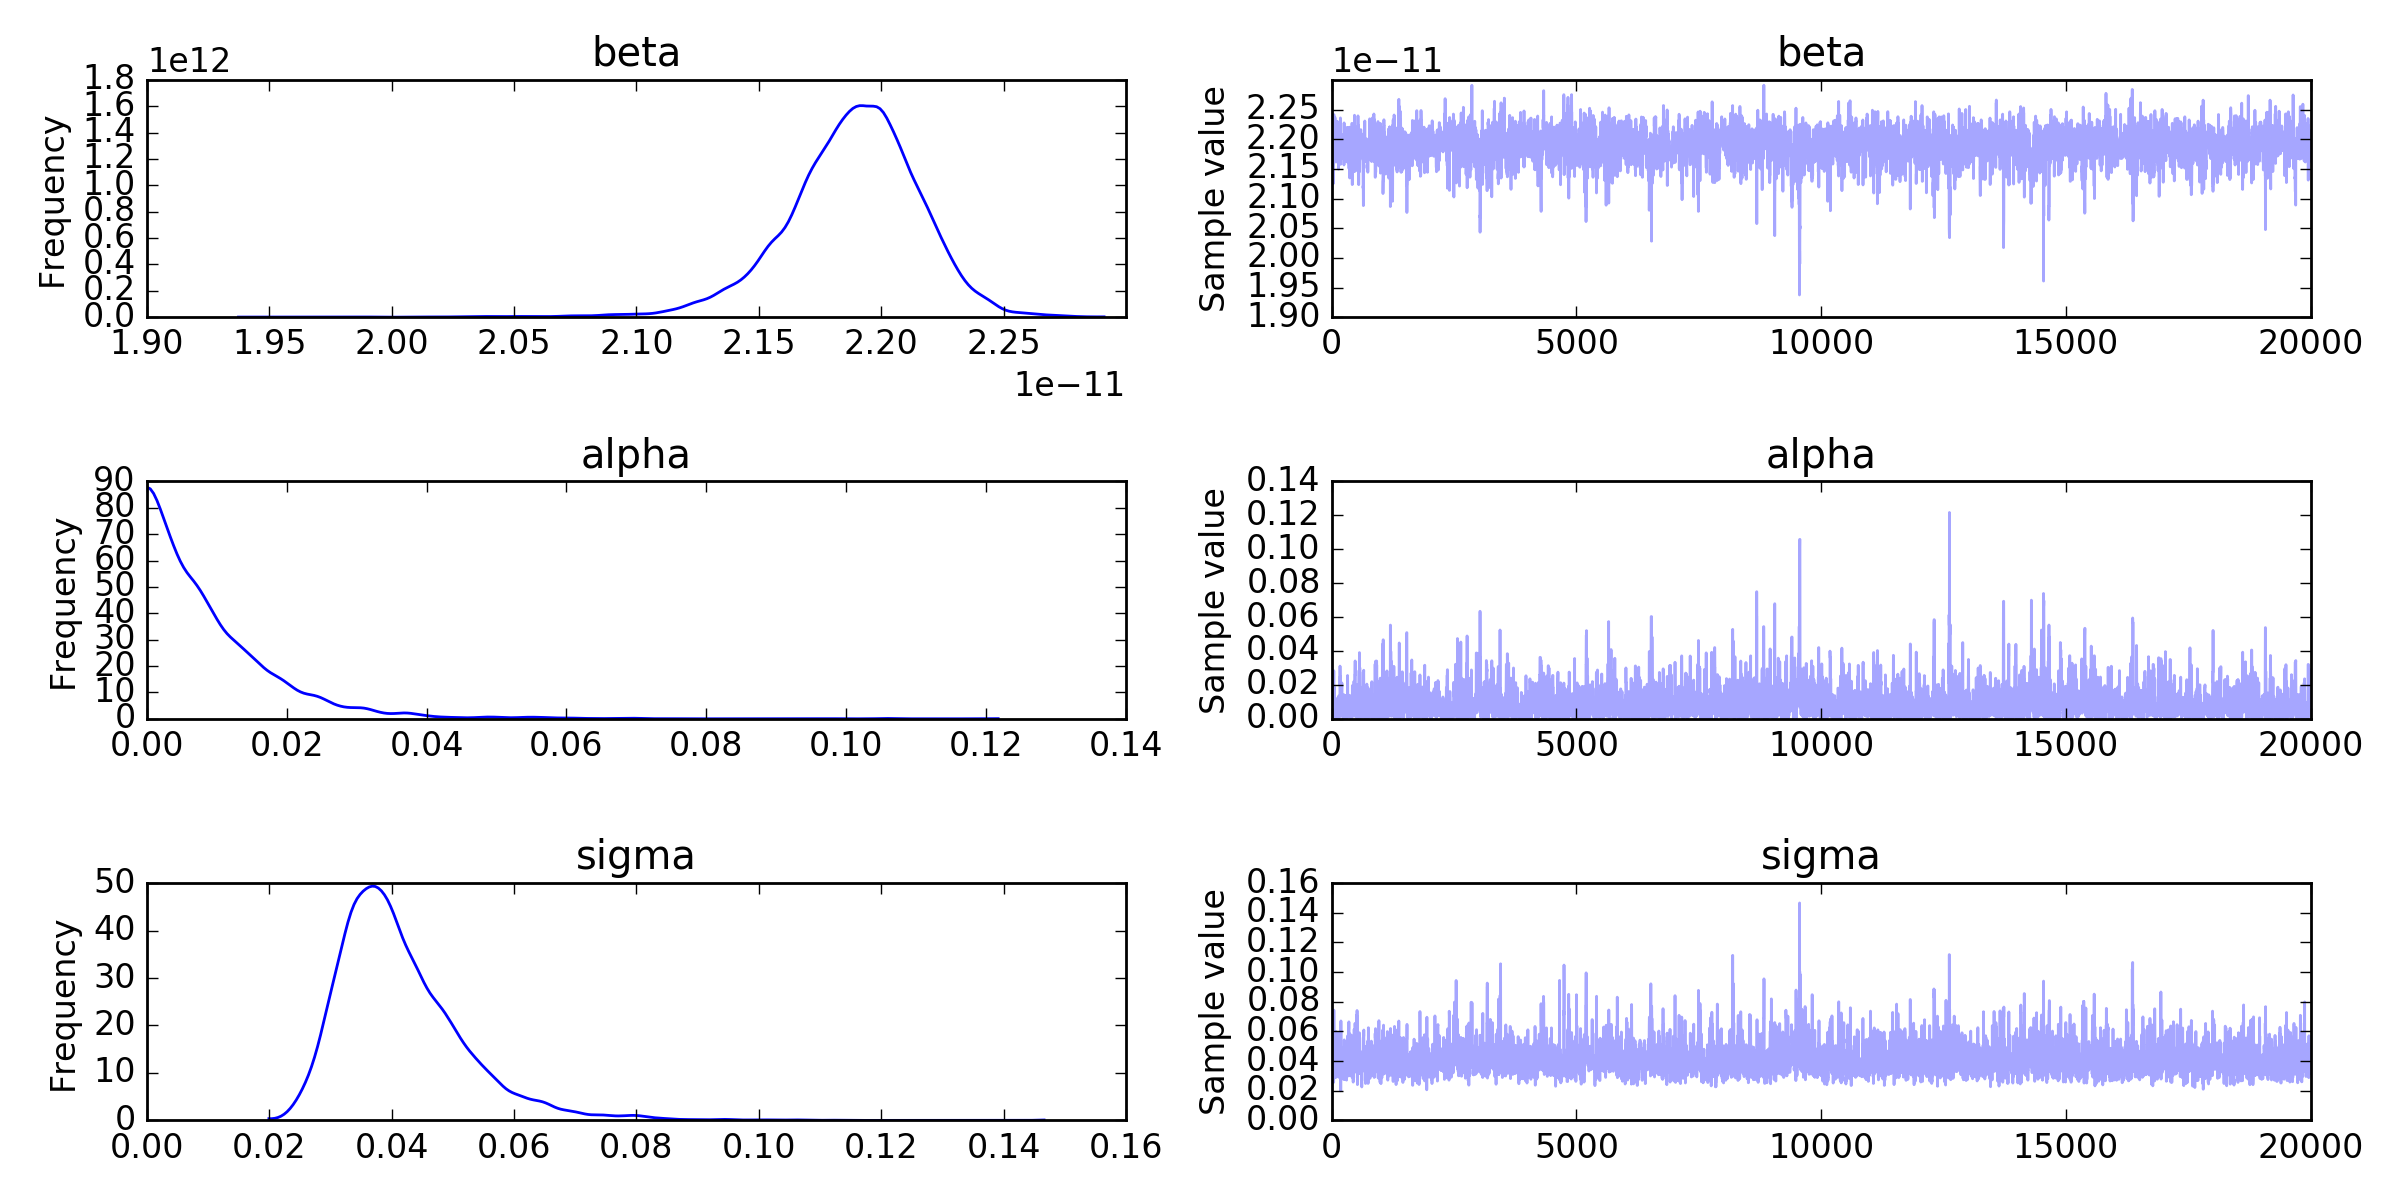 beta
1e12
Frequency
1.8
1.6
1.4
1.2
1.0
0.8
0.6
0.4
0.2
0.0
1.90 1.95 2.00 2.05 2.10 2.15 2.20 2.25
1e−11
beta
1e−11
Sample value
2.25
2.20
2.15
2.10
2.05
2.00
1.95
1.90
0 5000 10000 15000 20000
alpha
Frequency
90
80
70
60
50
40
30
20
10
0
0.00 0.02 0.04 0.06 0.08 0.10 0.12 0.14
alpha
Sample value
0.14
0.12
0.10
0.08
0.06
0.04
0.02
0.00
0 5000 10000 15000 20000
sigma
Frequency
50
40
30
20
10
0
0.00 0.02 0.04 0.06 0.08 0.10 0.12 0.14 0.16
sigma
Sample value
0.16
0.14
0.12
0.10
0.08
0.06
0.04
0.02
0.00
0 5000 10000 15000 20000